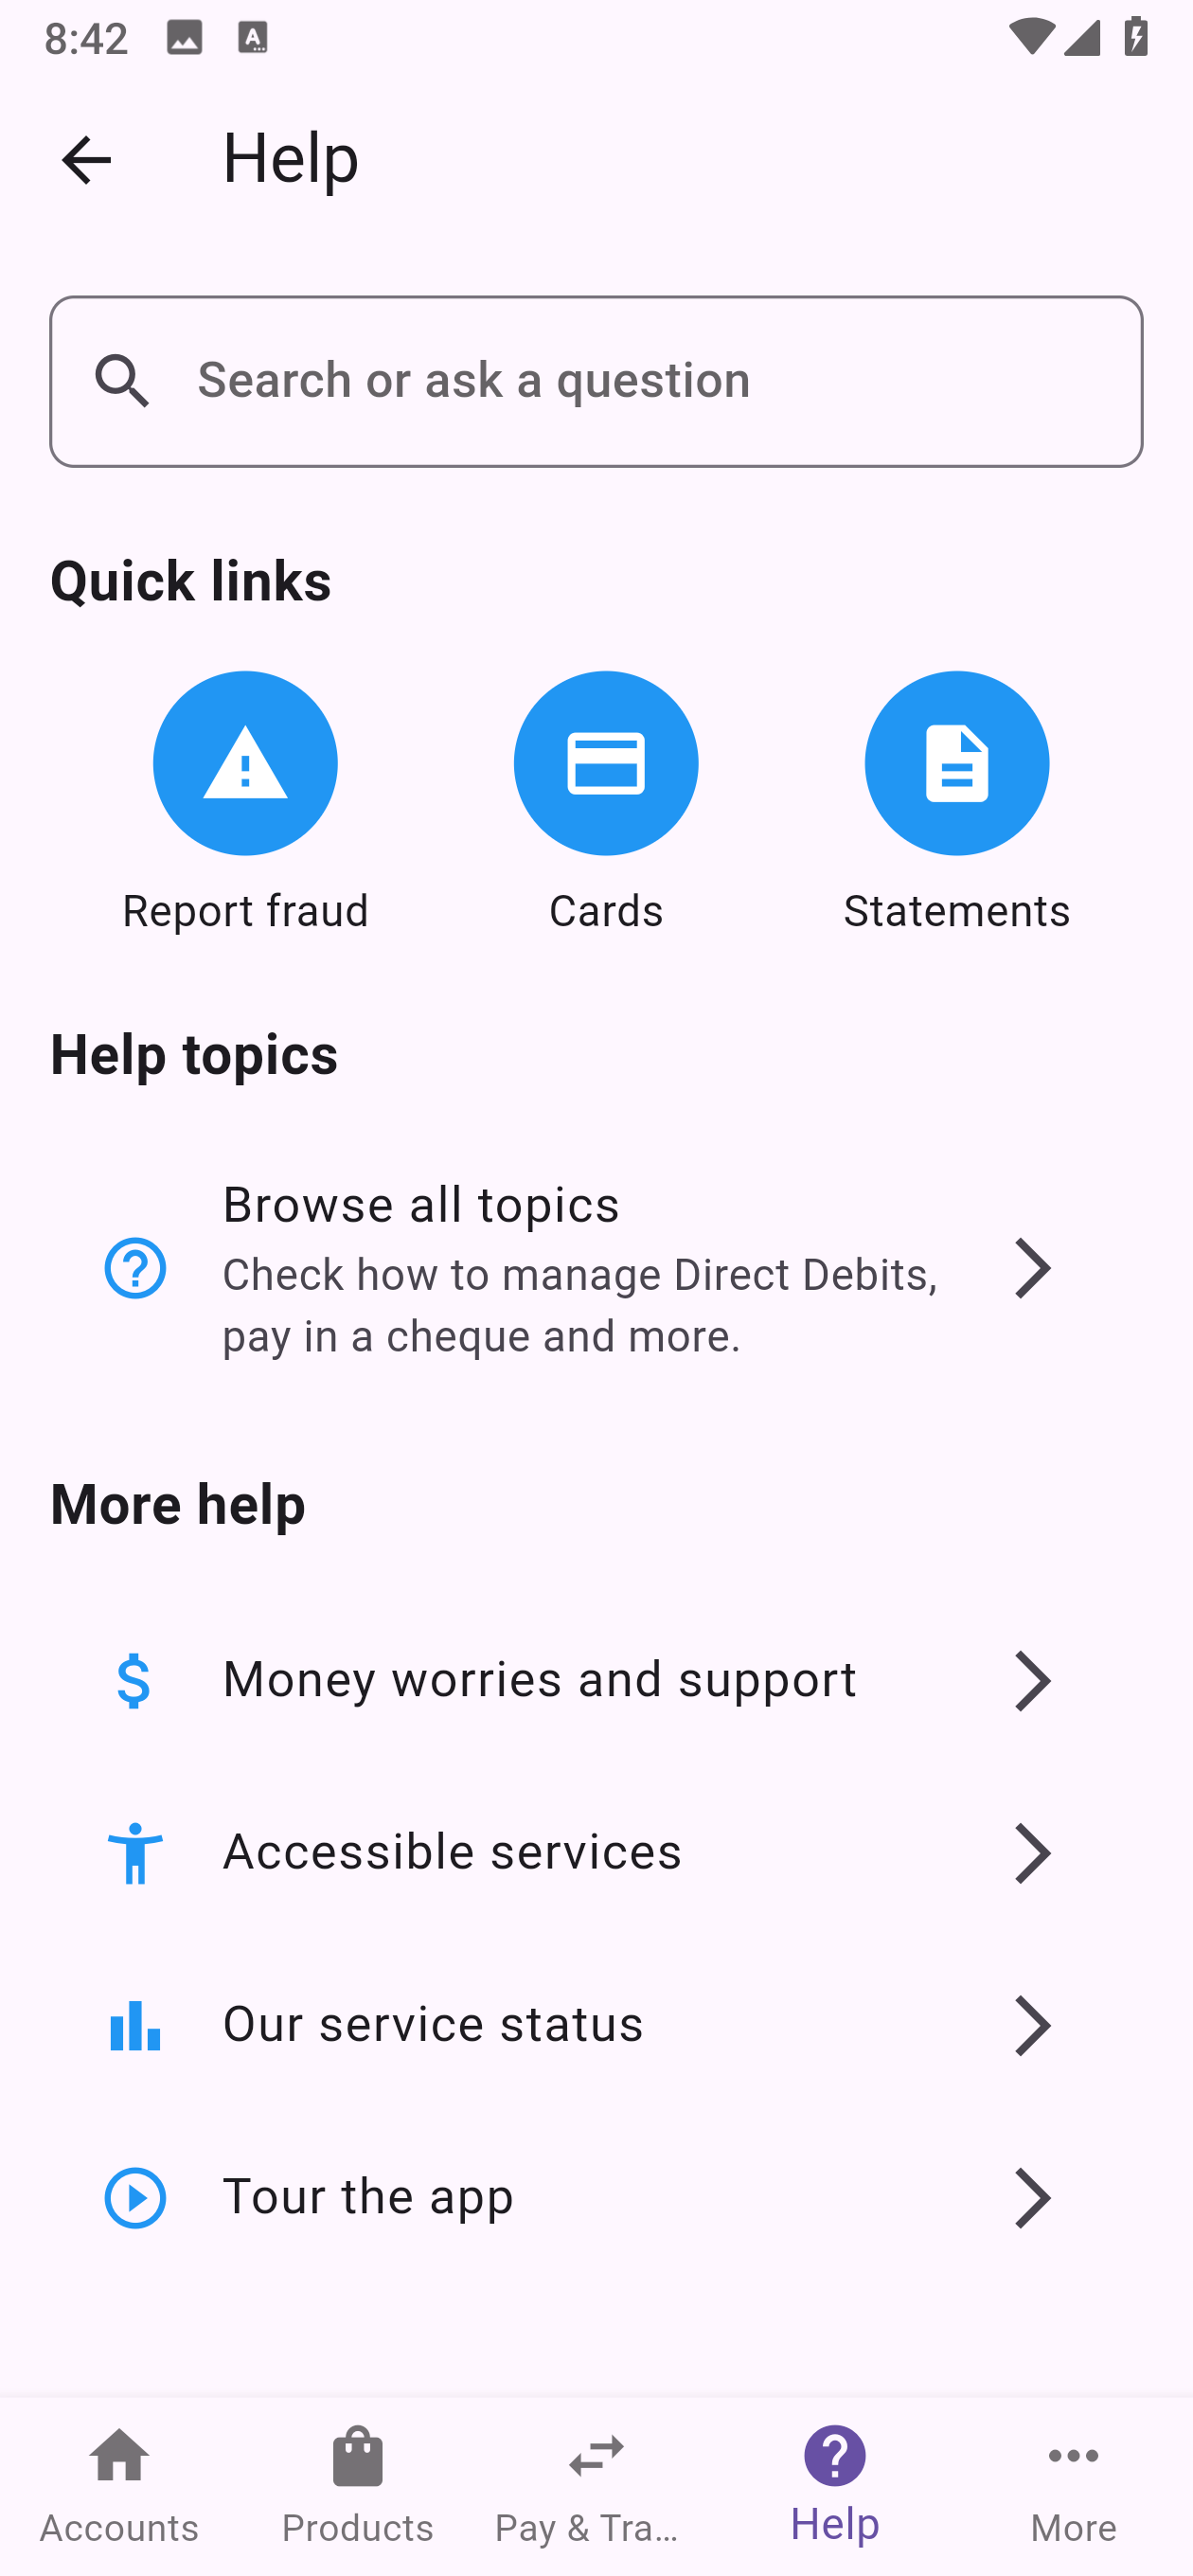 8:42
Help
Search or ask a question
Quick links
Report fraud
Cards
Statements
Help topics
Browse all topics
Check how to manage Direct Debits,
pay in a cheque and more.
More help
Money worries and support
Accessible services
Our service status
Tour the app
Accounts
Products
Pay & Tra...
Help
More